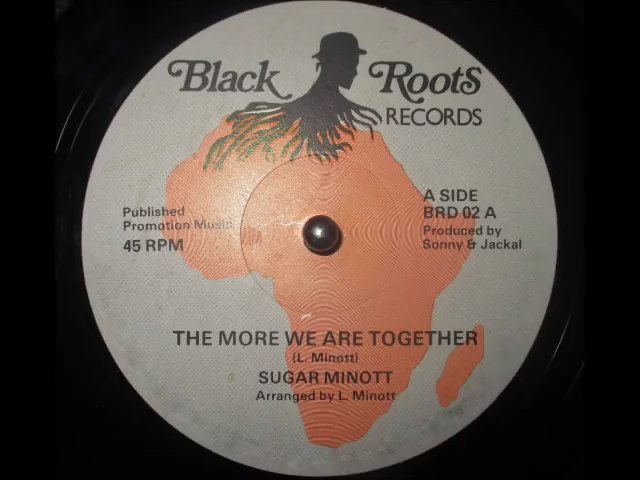 Black Roots
RECORDS
Published
Promotion Music
45 RPM
A SIDE
BRD 02 A
Produced by
Sonny & Jackal
THE MORE WE ARE TOGETHER
(L. Minott)
SUGAR MINOTT
Arranged by L. Minott